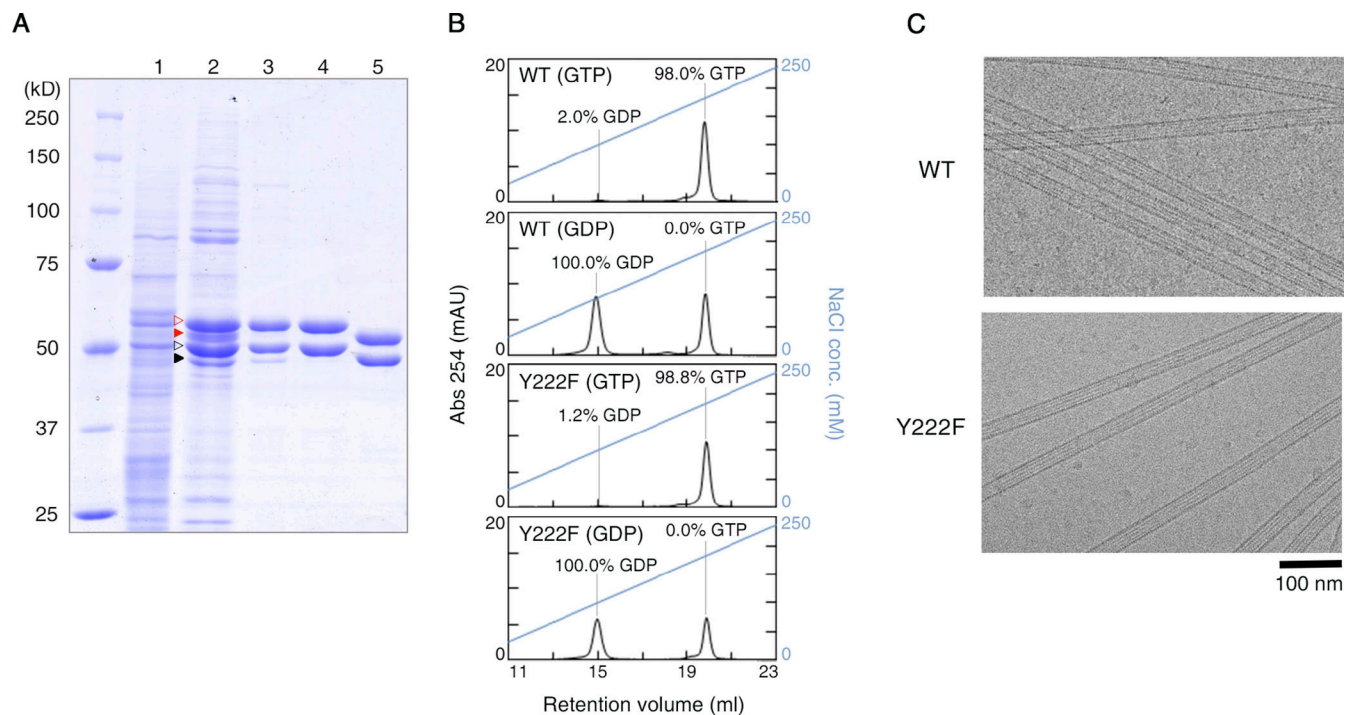 A
1 2 3 4 5
(kD)
250
150
100
75
50
37
25
B
20
WT (GTP)
98.0% GTP
2.0% GDP
250
0
0
20
WT (GDP)
0.0% GTP
100.0% GDP
250
0
0
20
Y222F (GTP)
98.8% GTP
1.2% GDP
250
0
0
20
Y222F (GDP)
0.0% GTP
100.0% GDP
250
0
0
11 15 19 23
Abs 254 (mAU)
NaCl conc. (mM)
Retention volume (ml)
C
WT
Y222F
100 nm